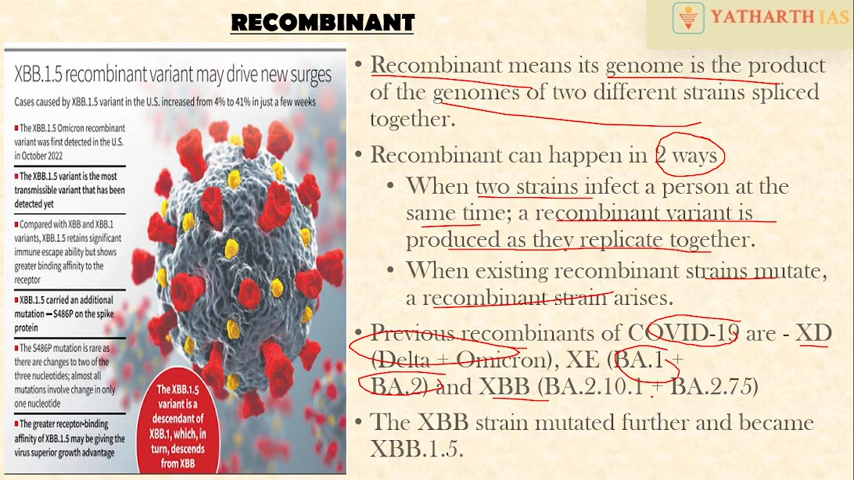 RECOMBINANT
YATHARTH IAS
XBB.1.5 recombinant variant may drive new surges
Cases caused by XBB.1.5 variant in the U.S. increased from 4% to 41% in just a few weeks
■ The XBB.1.5 Omicron recombinant
variant was first detected in the U.S.
in October 2022
■ The XBB.1.5 variant is the most
transmissible variant that has been
detected yet
■ Compared with XBB and XBB.1
variants, XBB.1.5 retains significant
immune escape ability but shows
greater binding affinity to the
receptor
■ XBB.1.5 carried an additional
mutation — S486P on the spike
protein
■ The S486P mutation is rare as
there are changes to two of the
three nucleotides; almost all
mutations involve change in only
one nucleotide
■ The greater receptor-binding
affinity of XBB.1.5 may be giving the
virus superior growth advantage
The XBB.1.5
variant is a
descendant of
XBB.1, which, in
turn, descends
from XBB
• Recombinant means its genome is the product
of the genomes of two different strains spliced
together.
• Recombinant can happen in 2 ways
• When two strains infect a person at the
same time; a recombinant variant is
produced as they replicate together.
• When existing recombinant strains mutate,
a recombinant strain arises.
• Previous recombinants of COVID-19 are - XD
(Delta + Omicron), XE (BA.1 +
BA.2) and XBB (BA.2.10.1 + BA.2.75)
• The XBB strain mutated further and became
XBB.1.5.